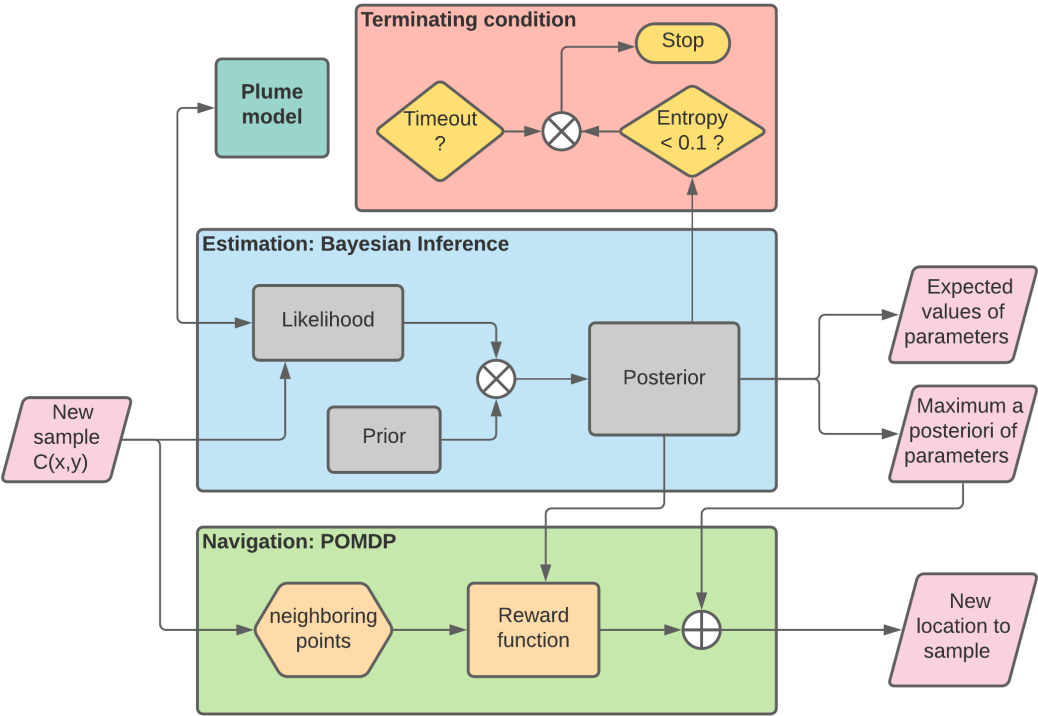 Terminating condition
Stop
Plume
model
Timeout
?
Entropy
< 0.1 ?
Estimation: Bayesian Inference
Likelihood
Prior
Posterior
Expected
values of
parameters
New
sample
C(x,y)
Maximum a
posteriori of
parameters
Navigation: POMDP
neighboring
points
Reward
function
New
location to
sample